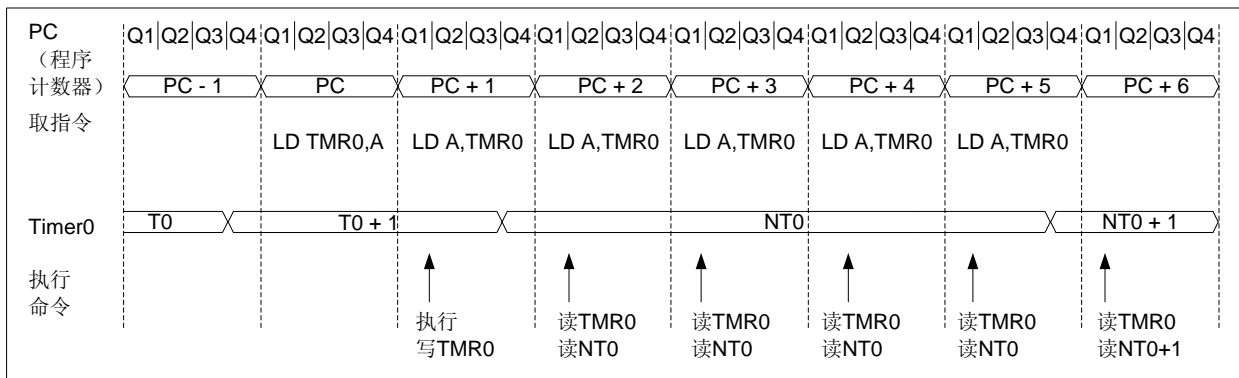 PC Q1 Q2 Q3 Q4 Q1 Q2 Q3 Q4 Q1 Q2 Q3 Q4 Q1 Q2 Q3 Q4 Q1 Q2 Q3 Q4 Q1 Q2 Q3 Q4 Q1 Q2 Q3 Q4 Q1 Q2 Q3 Q4
（程序
计数器） PC - 1 PC PC + 1 PC + 2 PC + 3 PC + 4 PC + 5 PC + 6
取指令
LD TMR0,A LD A,TMR0 LD A,TMR0 LD A,TMR0 LD A,TMR0 LD A,TMR0
Timer0 T0 T0 + 1 NT0 NT0 + 1
执行
命令
执行 读TMR0 读TMR0 读TMR0 读TMR0 读TMR0
写TMR0 读NT0 读NT0 读NT0 读NT0 读NT0+1